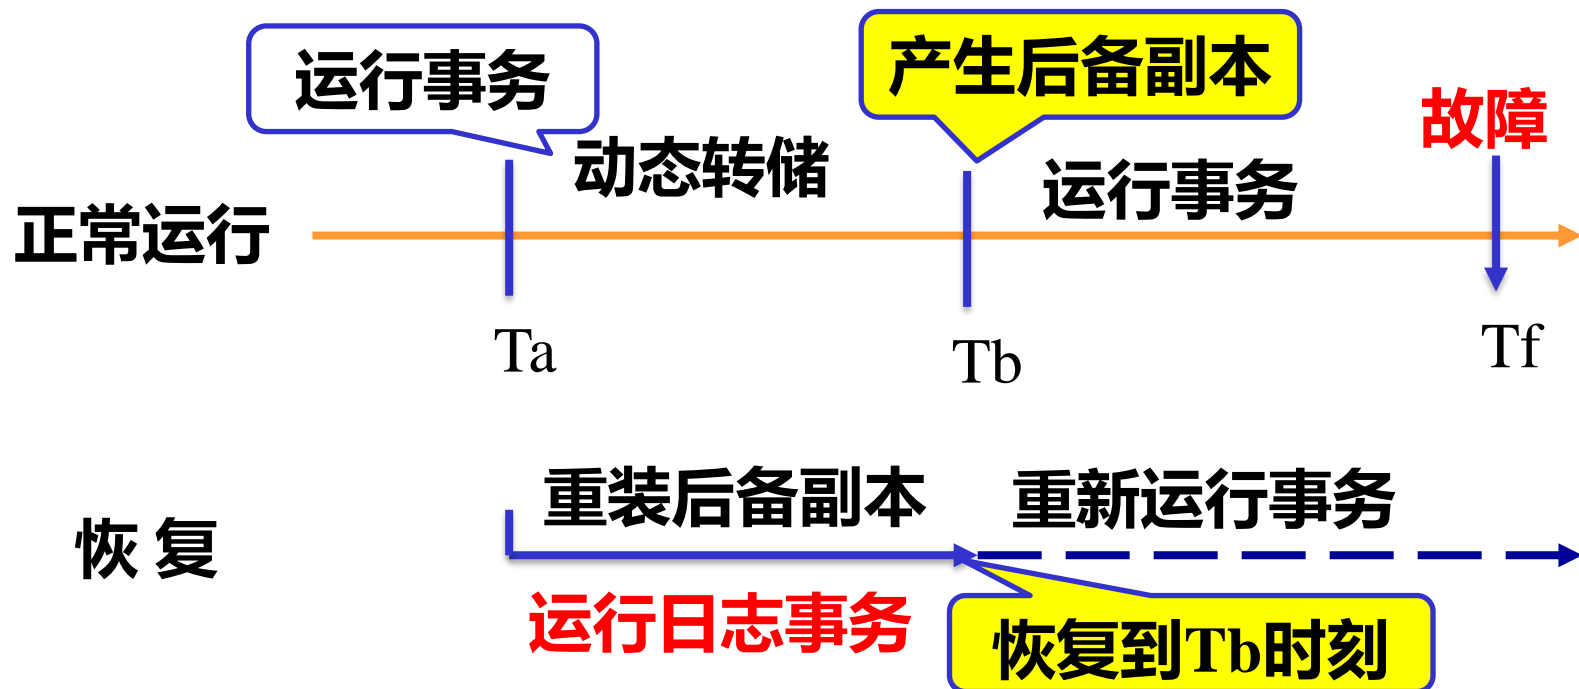 运行事务
产生后备副本
故障
动态转储
运行事务
正常运行
Ta
Tb
Tf
重装后备副本
重新运行事务
恢 复
运行日志事务
恢复到Tb时刻